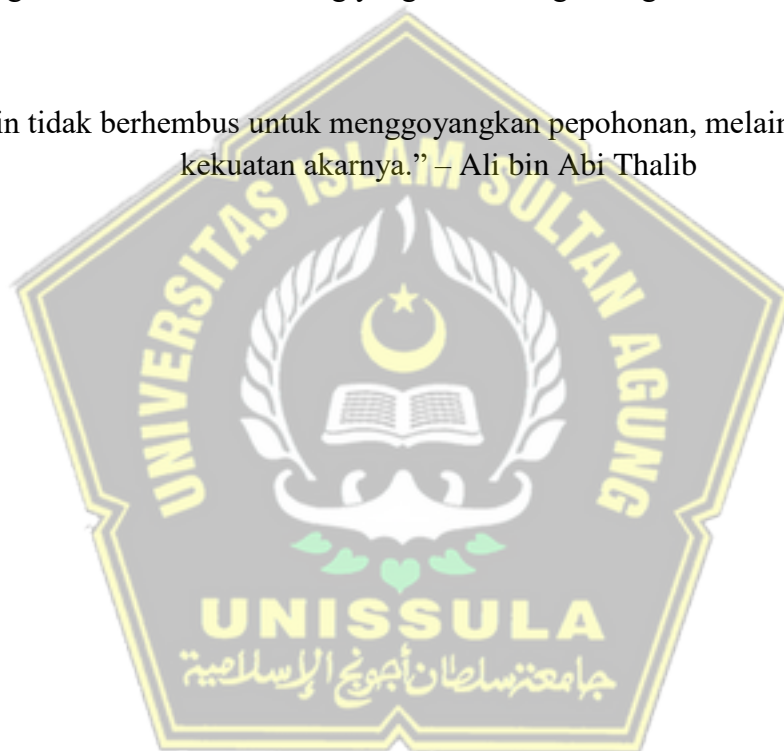 in tidak berhembus untuk menggoyangkan pepohonan, melain
kekuatan akarnya.” – Ali bin Abi Thalib
UNIVERSITAS ISLAM SULTAN AGUNG
UNISSULA
جامعة سلطان أجونج الإسلامية